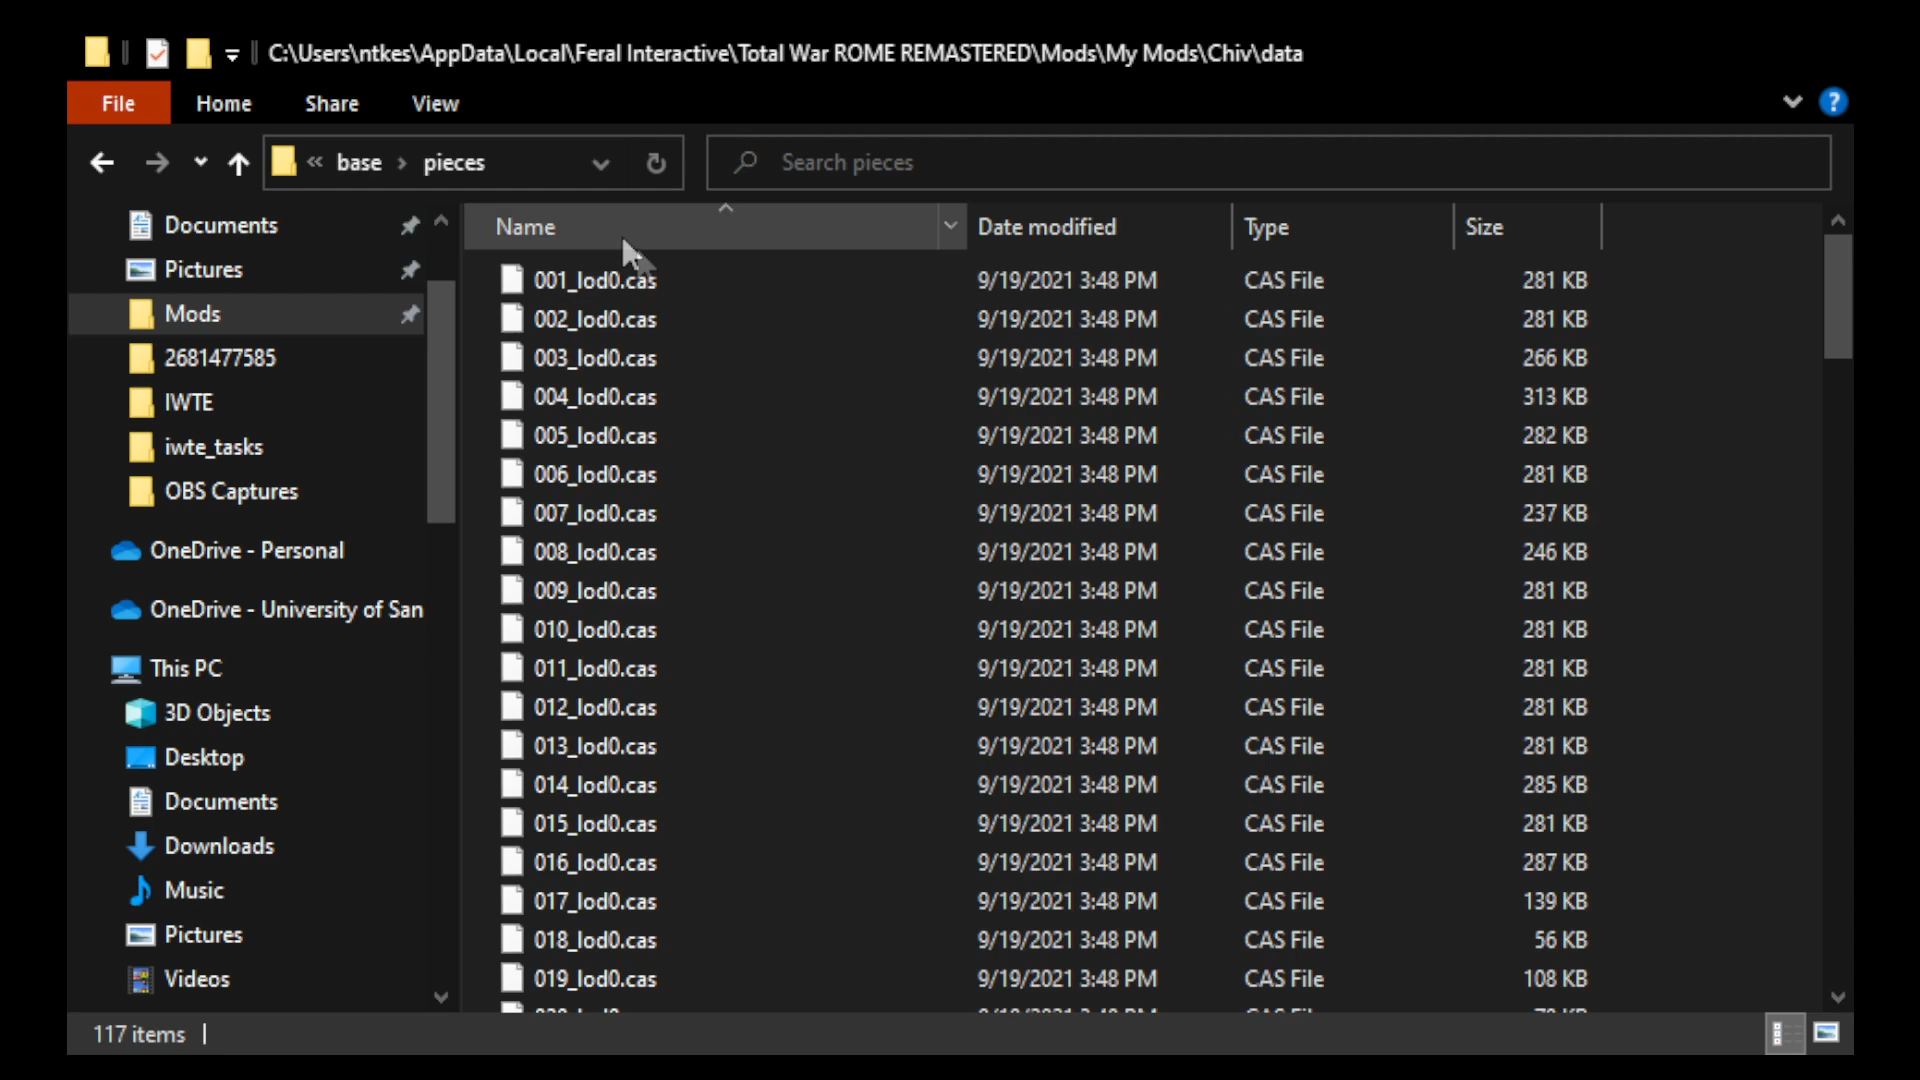 C:\Users\ntkes\AppData\Local\Feral Interactive\Total War ROME REMASTERED\Mods\My Mods\Chiv\data
File Home Share View
« base > pieces Search pieces
Documents
Pictures
Mods
2681477585
IWTE
iwte_tasks
OBS Captures
OneDrive - Personal
OneDrive - University of San
This PC
3D Objects
Desktop
Documents
Downloads
Music
Pictures
Videos
Name Date modified Type Size
001_lod0.cas 9/19/2021 3:48 PM CAS File 281 KB
002_lod0.cas 9/19/2021 3:48 PM CAS File 281 KB
003_lod0.cas 9/19/2021 3:48 PM CAS File 266 KB
004_lod0.cas 9/19/2021 3:48 PM CAS File 313 KB
005_lod0.cas 9/19/2021 3:48 PM CAS File 282 KB
006_lod0.cas 9/19/2021 3:48 PM CAS File 281 KB
007_lod0.cas 9/19/2021 3:48 PM CAS File 237 KB
008_lod0.cas 9/19/2021 3:48 PM CAS File 246 KB
009_lod0.cas 9/19/2021 3:48 PM CAS File 281 KB
010_lod0.cas 9/19/2021 3:48 PM CAS File 281 KB
011_lod0.cas 9/19/2021 3:48 PM CAS File 281 KB
012_lod0.cas 9/19/2021 3:48 PM CAS File 281 KB
013_lod0.cas 9/19/2021 3:48 PM CAS File 281 KB
014_lod0.cas 9/19/2021 3:48 PM CAS File 285 KB
015_lod0.cas 9/19/2021 3:48 PM CAS File 281 KB
016_lod0.cas 9/19/2021 3:48 PM CAS File 287 KB
017_lod0.cas 9/19/2021 3:48 PM CAS File 139 KB
018_lod0.cas 9/19/2021 3:48 PM CAS File 56 KB
019_lod0.cas 9/19/2021 3:48 PM CAS File 108 KB
117 items